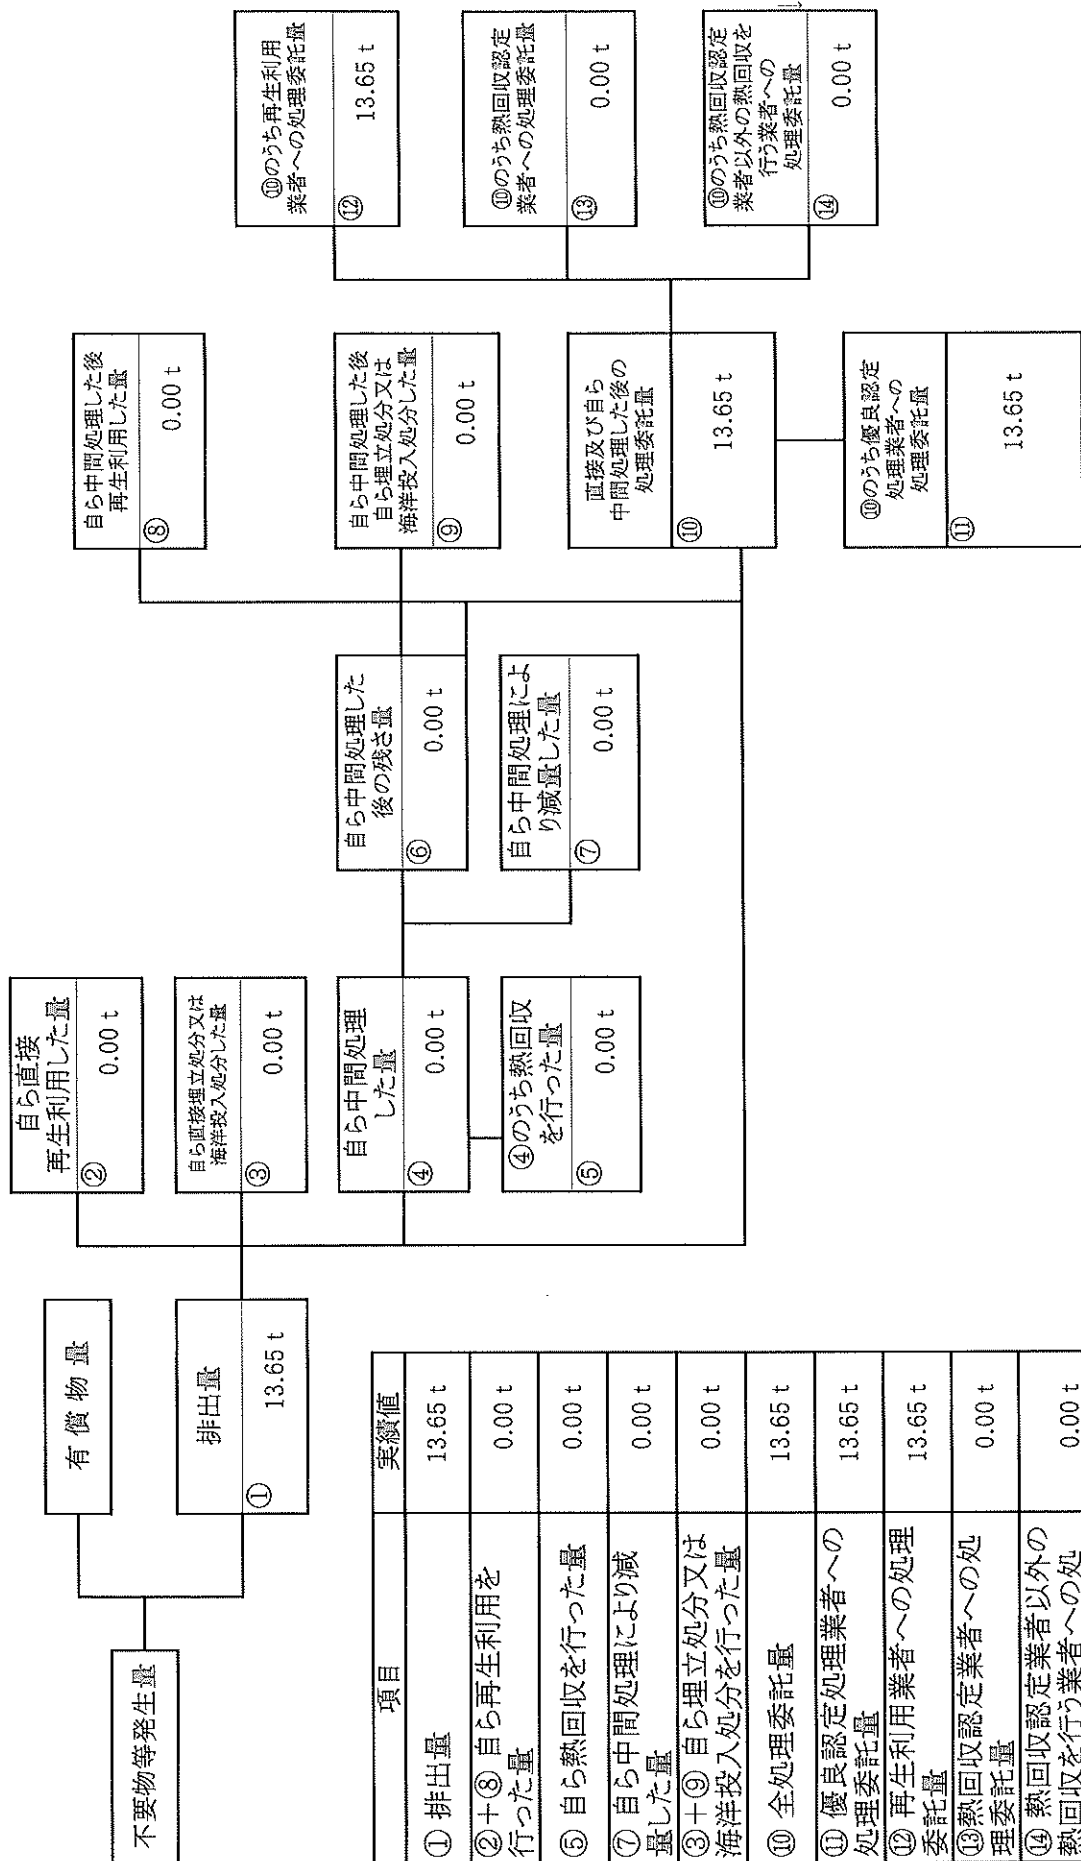 不要物等発生量
有償物量
排出量
① 13.65 t
自ら直接
再生利用した量
② 0.00 t
自ら直接埋立処分又は
海洋投入処分した量
③ 0.00 t
自ら中間処理
した量
④ 0.00 t
④のうち熱回収
を行った量
⑤ 0.00 t
自ら中間処理した
後の残さ量
⑥ 0.00 t
自ら中間処理によ
り減量した量
⑦ 0.00 t
自ら中間処理した後
再生利用した量
⑧ 0.00 t
自ら中間処理した後
自ら埋立処分又は
海洋投入処分した量
⑨ 0.00 t
直接及び自ら
中間処理した後の
処理委託量
⑩ 13.65 t
⑩のうち優良認定
処理業者への
処理委託量
⑪ 13.65 t
⑩のうち再生利用
業者への処理委託量
⑫ 13.65 t
⑩のうち熱回収認定
業者への処理委託量
⑬ 0.00 t
⑩のうち熱回収認定
業者以外の熱回収を
行う業者への
処理委託量
⑭ 0.00 t
項目 実績値
① 排出量 13.65 t
②＋⑧ 自ら再生利用を
行った量 0.00 t
⑤ 自ら熱回収を行った量 0.00 t
⑦ 自ら中間処理により減
量した量 0.00 t
③＋⑨ 自ら埋立処分又は
海洋投入処分を行った量 0.00 t
⑩ 全処理委託量 13.65 t
⑪ 優良認定処理業者への
処理委託量 13.65 t
⑫ 再生利用業者への処理
委託量 13.65 t
⑬熱回収認定業者への処
理委託量 0.00 t
⑭ 熱回収認定業者以外の
熱回収を行う業者への処 0.00 t